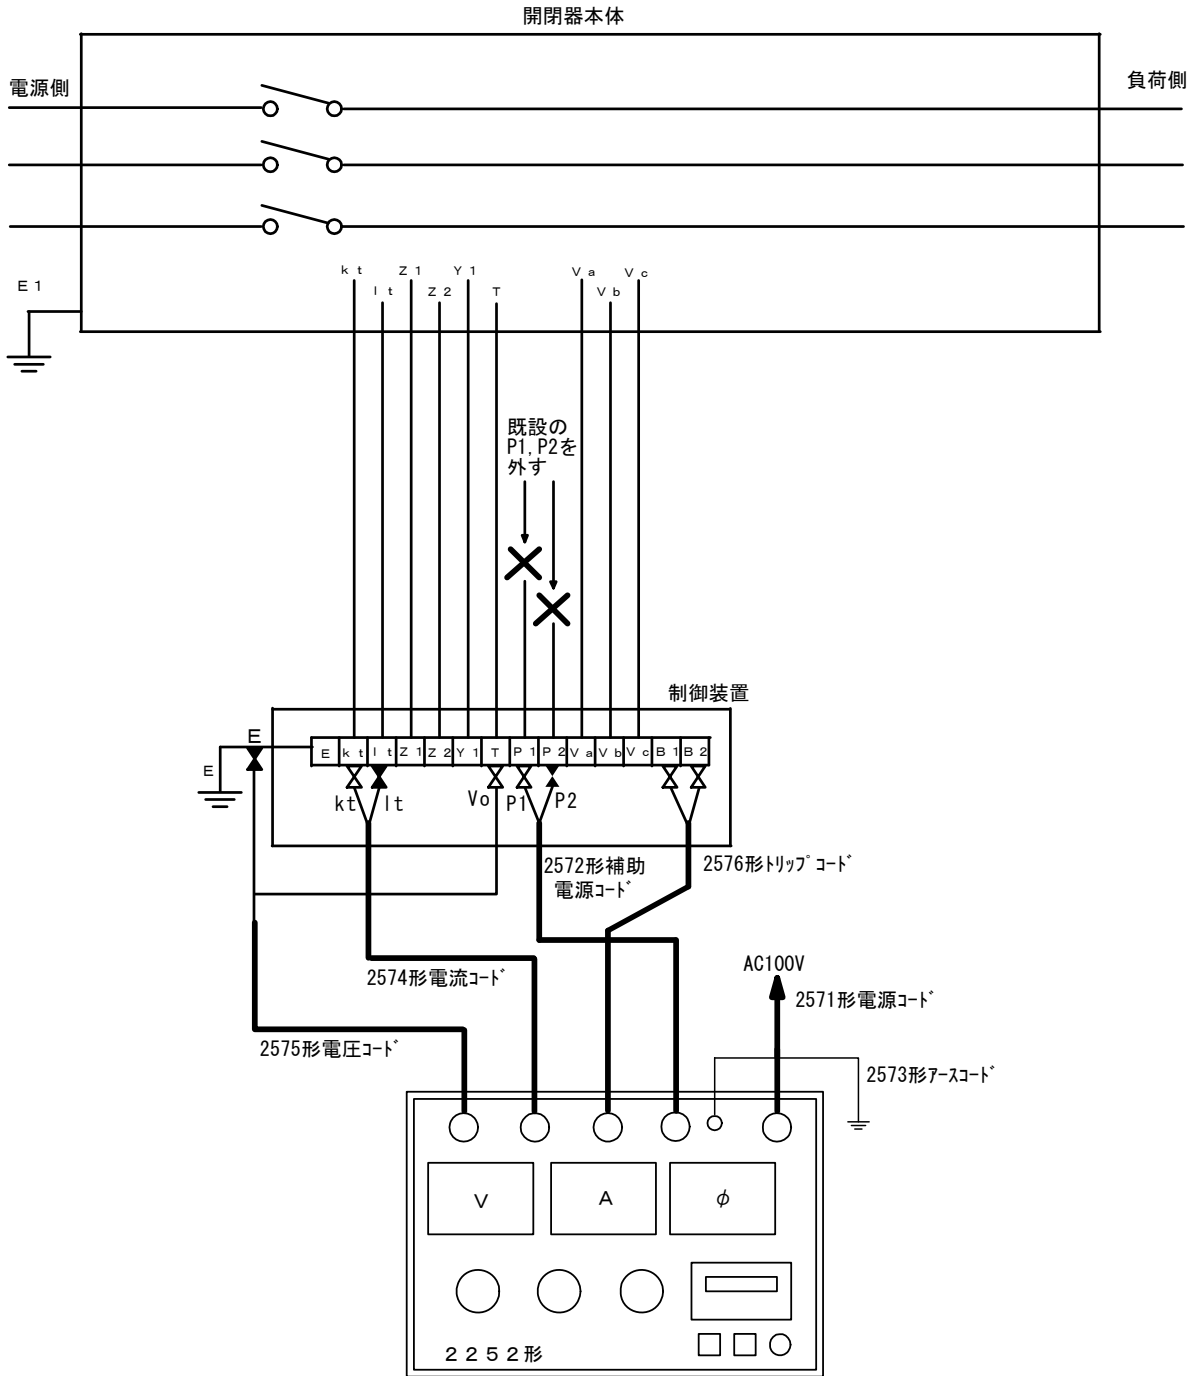 開閉器本体
電源側
負荷側
kt
lt
Z1
Z2
Y1
T
Va
Vb
Vc
E1
既設の
P1,P2を
外す
制御装置
E
E
E
kt
lt
Z1
Z2
Y1
T
P1
P2
Va
Vb
Vc
B1
B2
kt
lt
Vo
P1
P2
2572形補助
電源ｺｰﾄﾞ
2576形ﾄﾘｯﾌﾟｺｰﾄﾞ
2574形電流ｺｰﾄﾞ
AC100V
2571形電源ｺｰﾄﾞ
2575形電圧ｺｰﾄﾞ
2573形ｱｰｽｺｰﾄﾞ
V
A
φ
2252形